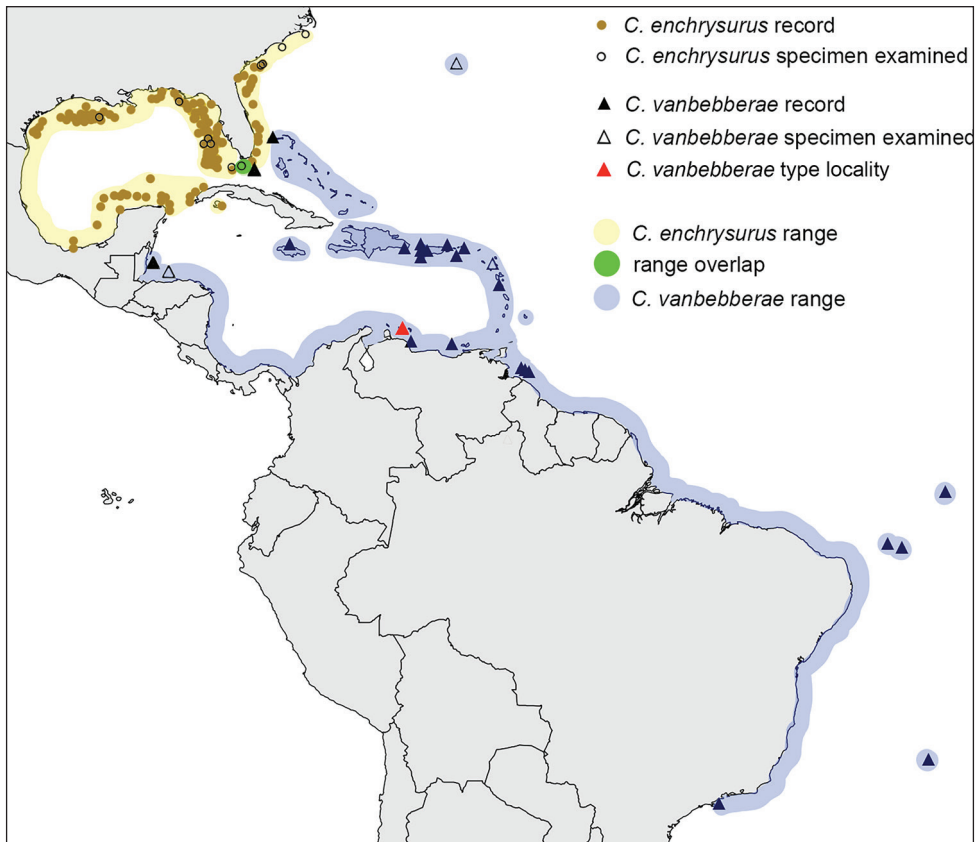 C. enchrysurus record
C. enchrysurus specimen examined
C. vanbebberae record
C. vanbebberae specimen examined
C. vanbebberae type locality
C. enchrysurus range
range overlap
C. vanbebberae range